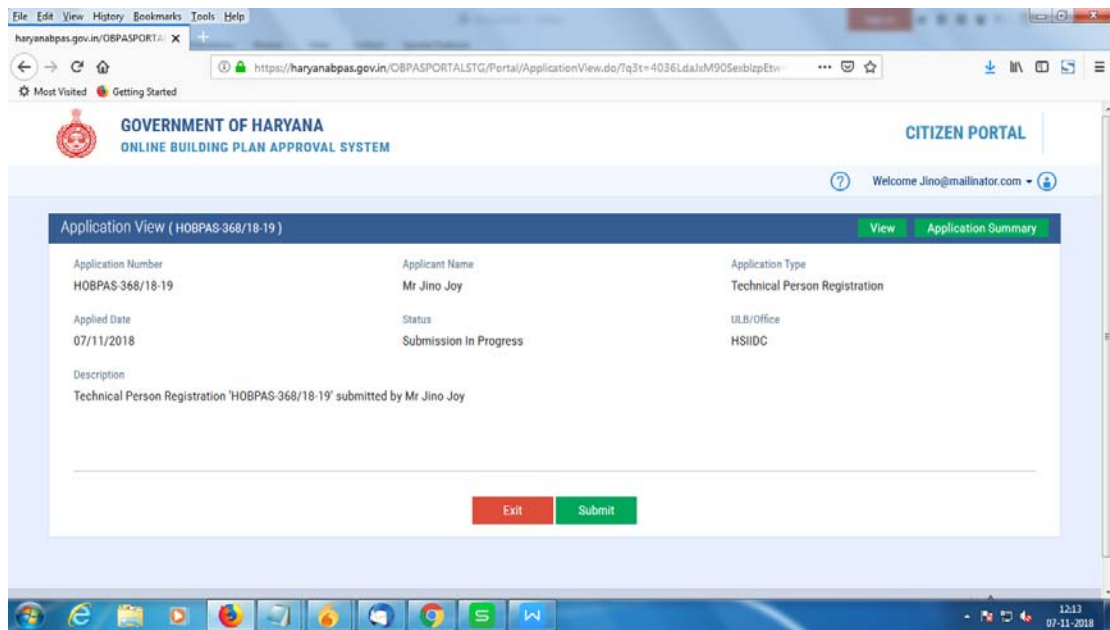 File Edit View History Bookmarks Tools Help
haryanabpas.gov.in/OBPASPORTA
https://haryanabpas.gov.in/OBPASPORTALSTG/Portal/ApplicationView.do/?q3t=
Most Visited Getting Started
GOVERNMENT OF HARYANA
ONLINE BUILDING PLAN APPROVAL SYSTEM
CITIZEN PORTAL
Welcome Jino@mailinator.com
Application View ( HOBPAS-368/18-19 ) View Application Summary
Application Number Applicant Name Application Type
HOBPAS-368/18-19 Mr Jino Joy Technical Person Registration
Applied Date Status ULB/Office
07/11/2018 Submission In Progress HSIIDC
Description
Technical Person Registration 'HOBPAS-368/18-19' submitted by Mr Jino Joy
Exit Submit
12:13
07-11-2018